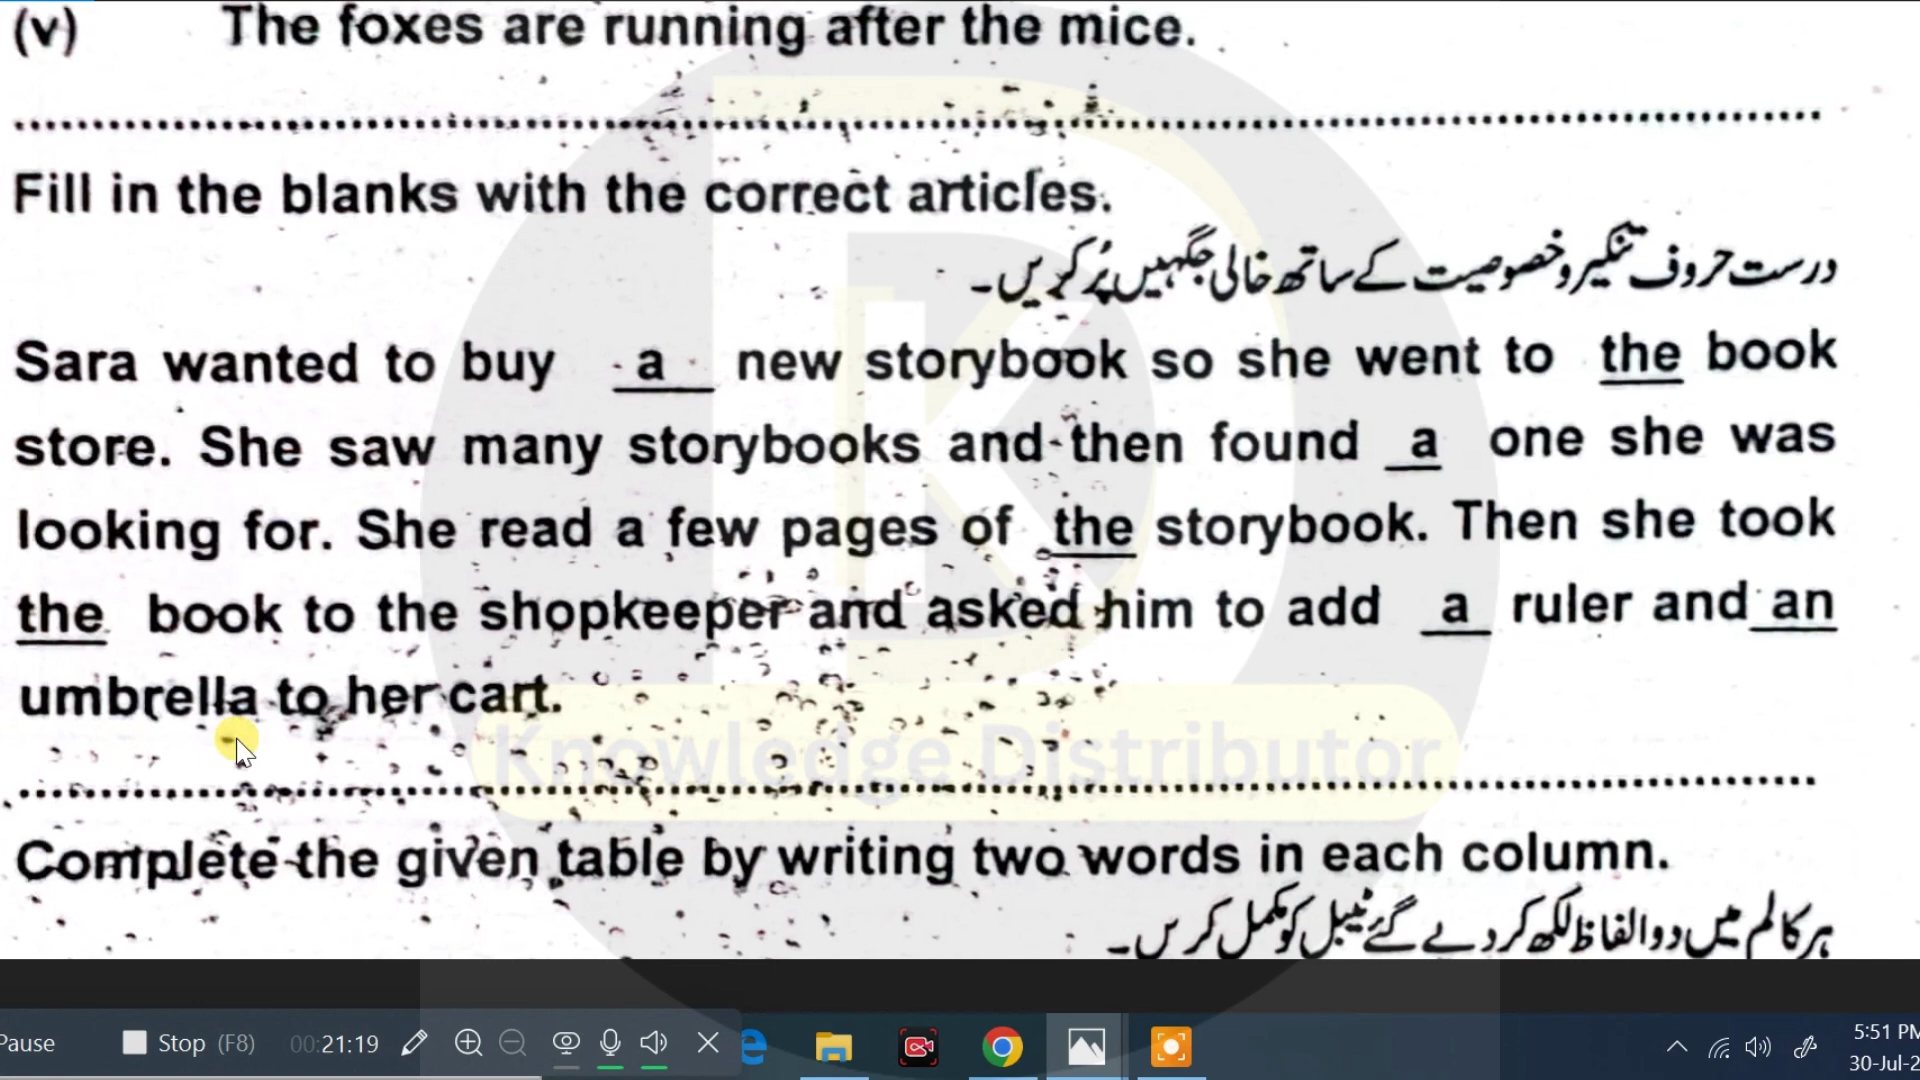 (v) The foxes are running after the mice.
Fill in the blanks with the correct articles.
درست حروف تنکیر و خصوصیت کے ساتھ خالی جگہیں پُر کریں۔
Sara wanted to buy a new storybook so she went to the book
store. She saw many storybooks and then found a one she was
looking for. She read a few pages of the storybook. Then she took
the book to the shopkeeper and asked him to add a ruler and an
umbrella to her cart.
Knowledge Distributor
Complete the given table by writing two words in each column.
ہر کالم میں دو الفاظ لکھ کر دیے گئے ٹیبل کو مکمل کریں۔
Pause Stop (F8) 00:21:19
5:51 PM
30-Jul-2